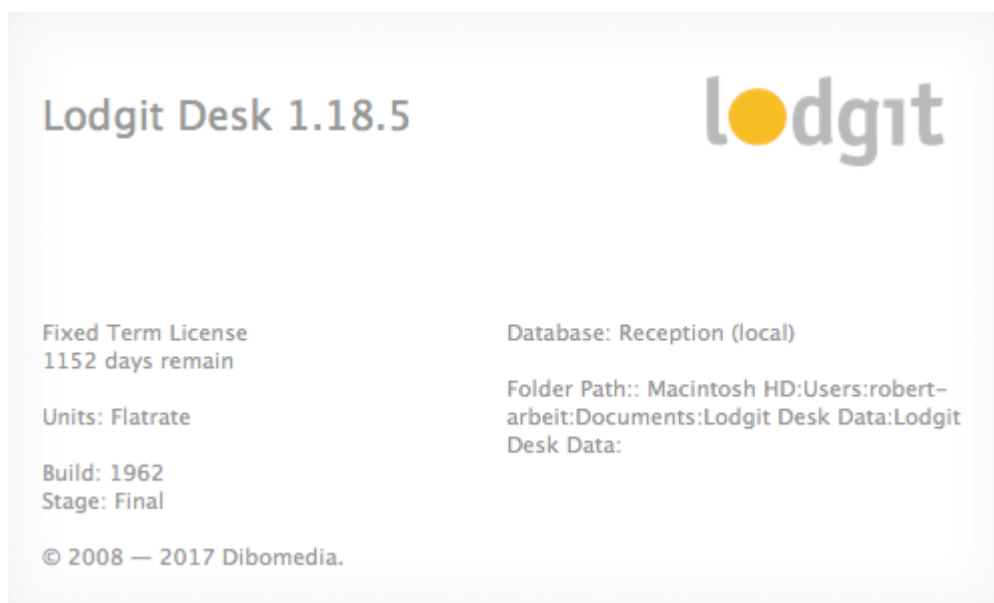 Lodgit Desk 1.18.5
lodgit
Fixed Term License
1152 days remain
Units: Flatrate
Build: 1962
Stage: Final
© 2008 — 2017 Dibomedia.
Database: Reception (local)
Folder Path:: Macintosh HD:Users:robert-
arbeit:Documents:Lodgit Desk Data:Lodgit
Desk Data: